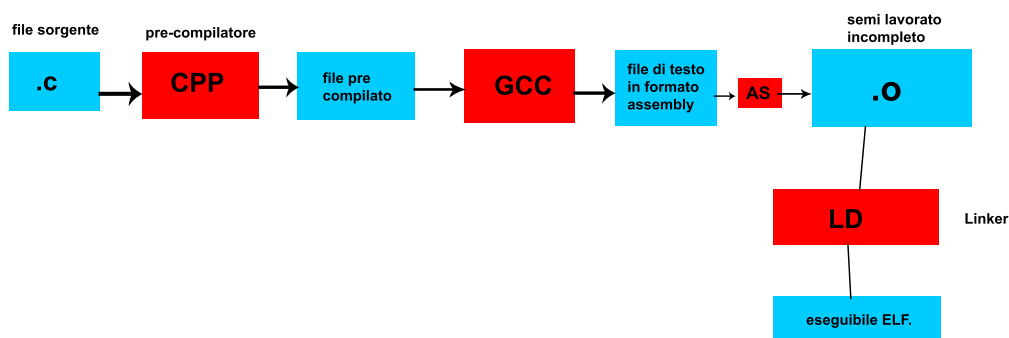 file sorgente
.c
pre-compilatore
CPP
file pre
compilato
GCC
file di testo
in formato
assembly
AS
semi lavorato
incompleto
.o
LD
Linker
eseguibile ELF.